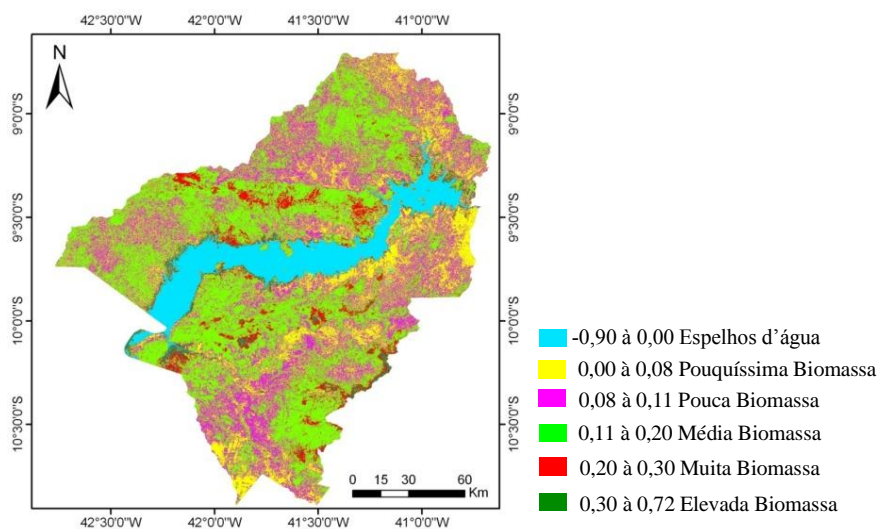 42°30'0"W 42°0'0"W 41°30'0"W 41°0'0"W
N
9°0'0"S 9°0'0"S
9°30'0"S 9°30'0"S
10°0'0"S 10°0'0"S
10°30'0"S 10°30'0"S
0 15 30 60
Km
42°30'0"W 42°0'0"W 41°30'0"W 41°0'0"W
-0,90 à 0,00 Espelhos d’água
0,00 à 0,08 Pouquíssima Biomassa
0,08 à 0,11 Pouca Biomassa
0,11 à 0,20 Média Biomassa
0,20 à 0,30 Muita Biomassa
0,30 à 0,72 Elevada Biomassa